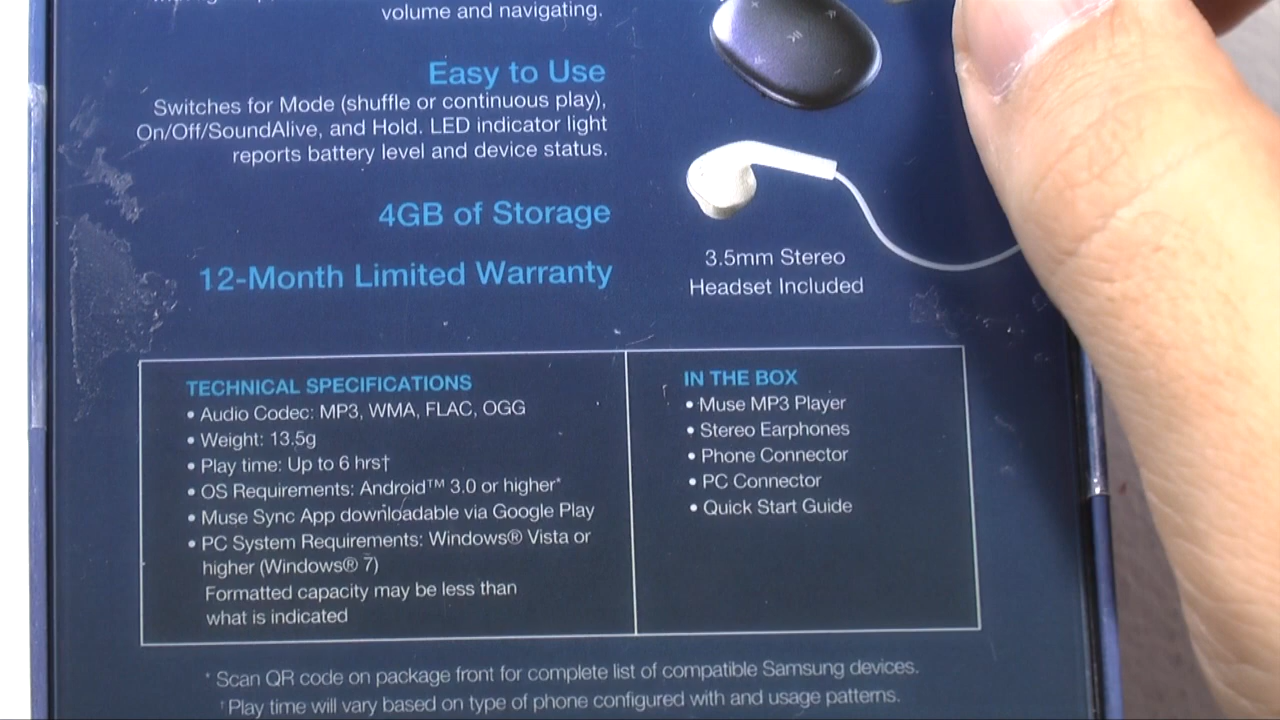 volume and navigating.
Easy to Use
Switches for Mode (shuffle or continuous play),
On/Off/SoundAlive, and Hold. LED indicator light
reports battery level and device status.
4GB of Storage
12-Month Limited Warranty
3.5mm Stereo
Headset Included
TECHNICAL SPECIFICATIONS
• Audio Codec: MP3, WMA, FLAC, OGG
• Weight: 13.5g
• Play time: Up to 6 hrs†
• OS Requirements: Android™ 3.0 or higher*
• Muse Sync App downloadable via Google Play
• PC System Requirements: Windows® Vista or
higher (Windows® 7)
Formatted capacity may be less than
what is indicated
IN THE BOX
• Muse MP3 Player
• Stereo Earphones
• Phone Connector
• PC Connector
• Quick Start Guide
* Scan QR code on package front for complete list of compatible Samsung devices.
† Play time will vary based on type of phone configured with and usage patterns.